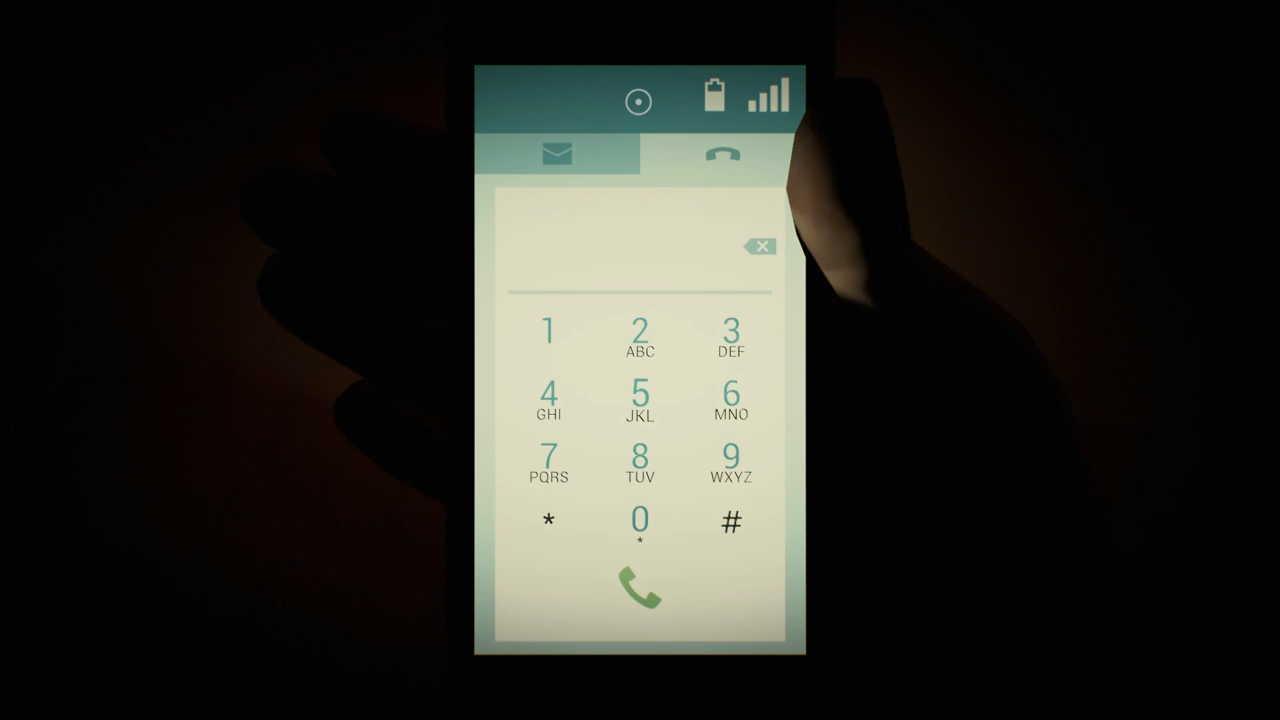 1 2 3
ABC DEF
4 5 6
GHI JKL MNO
7 8 9
PQRS TUV WXYZ
* 0 #
*